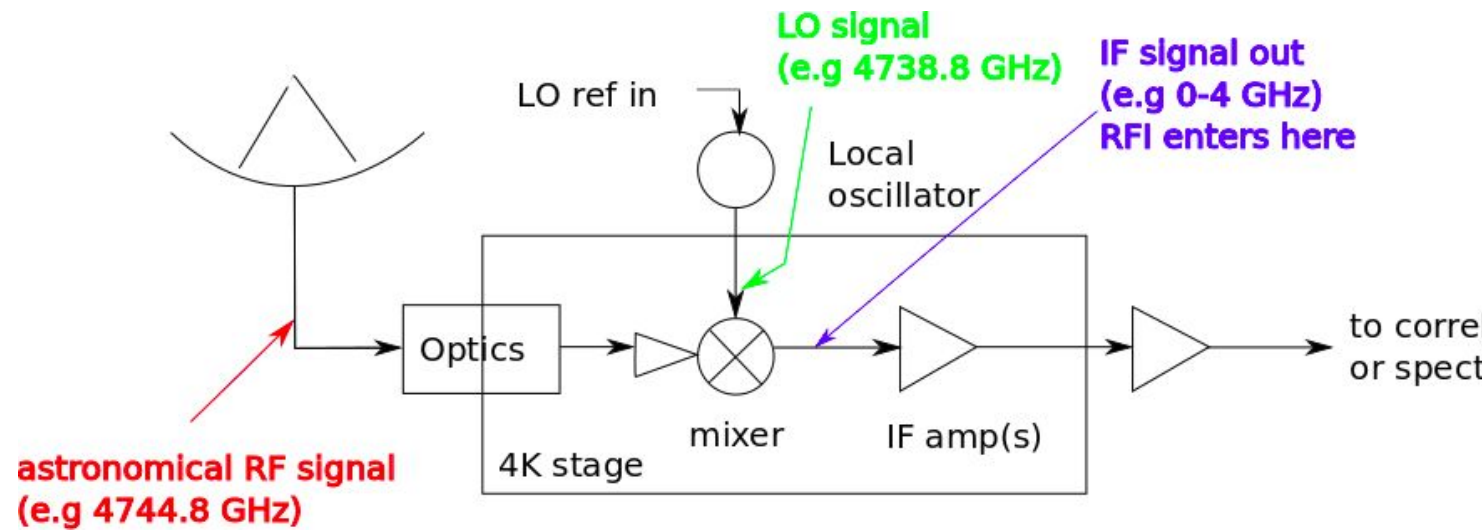 LO signal
(e.g 4738.8 GHz)
IF signal out
(e.g 0-4 GHz)
RFI enters here
LO ref in
Local
oscillator
Optics
to corre
or spect
mixer
IF amp(s)
4K stage
astronomical RF signal
(e.g 4744.8 GHz)